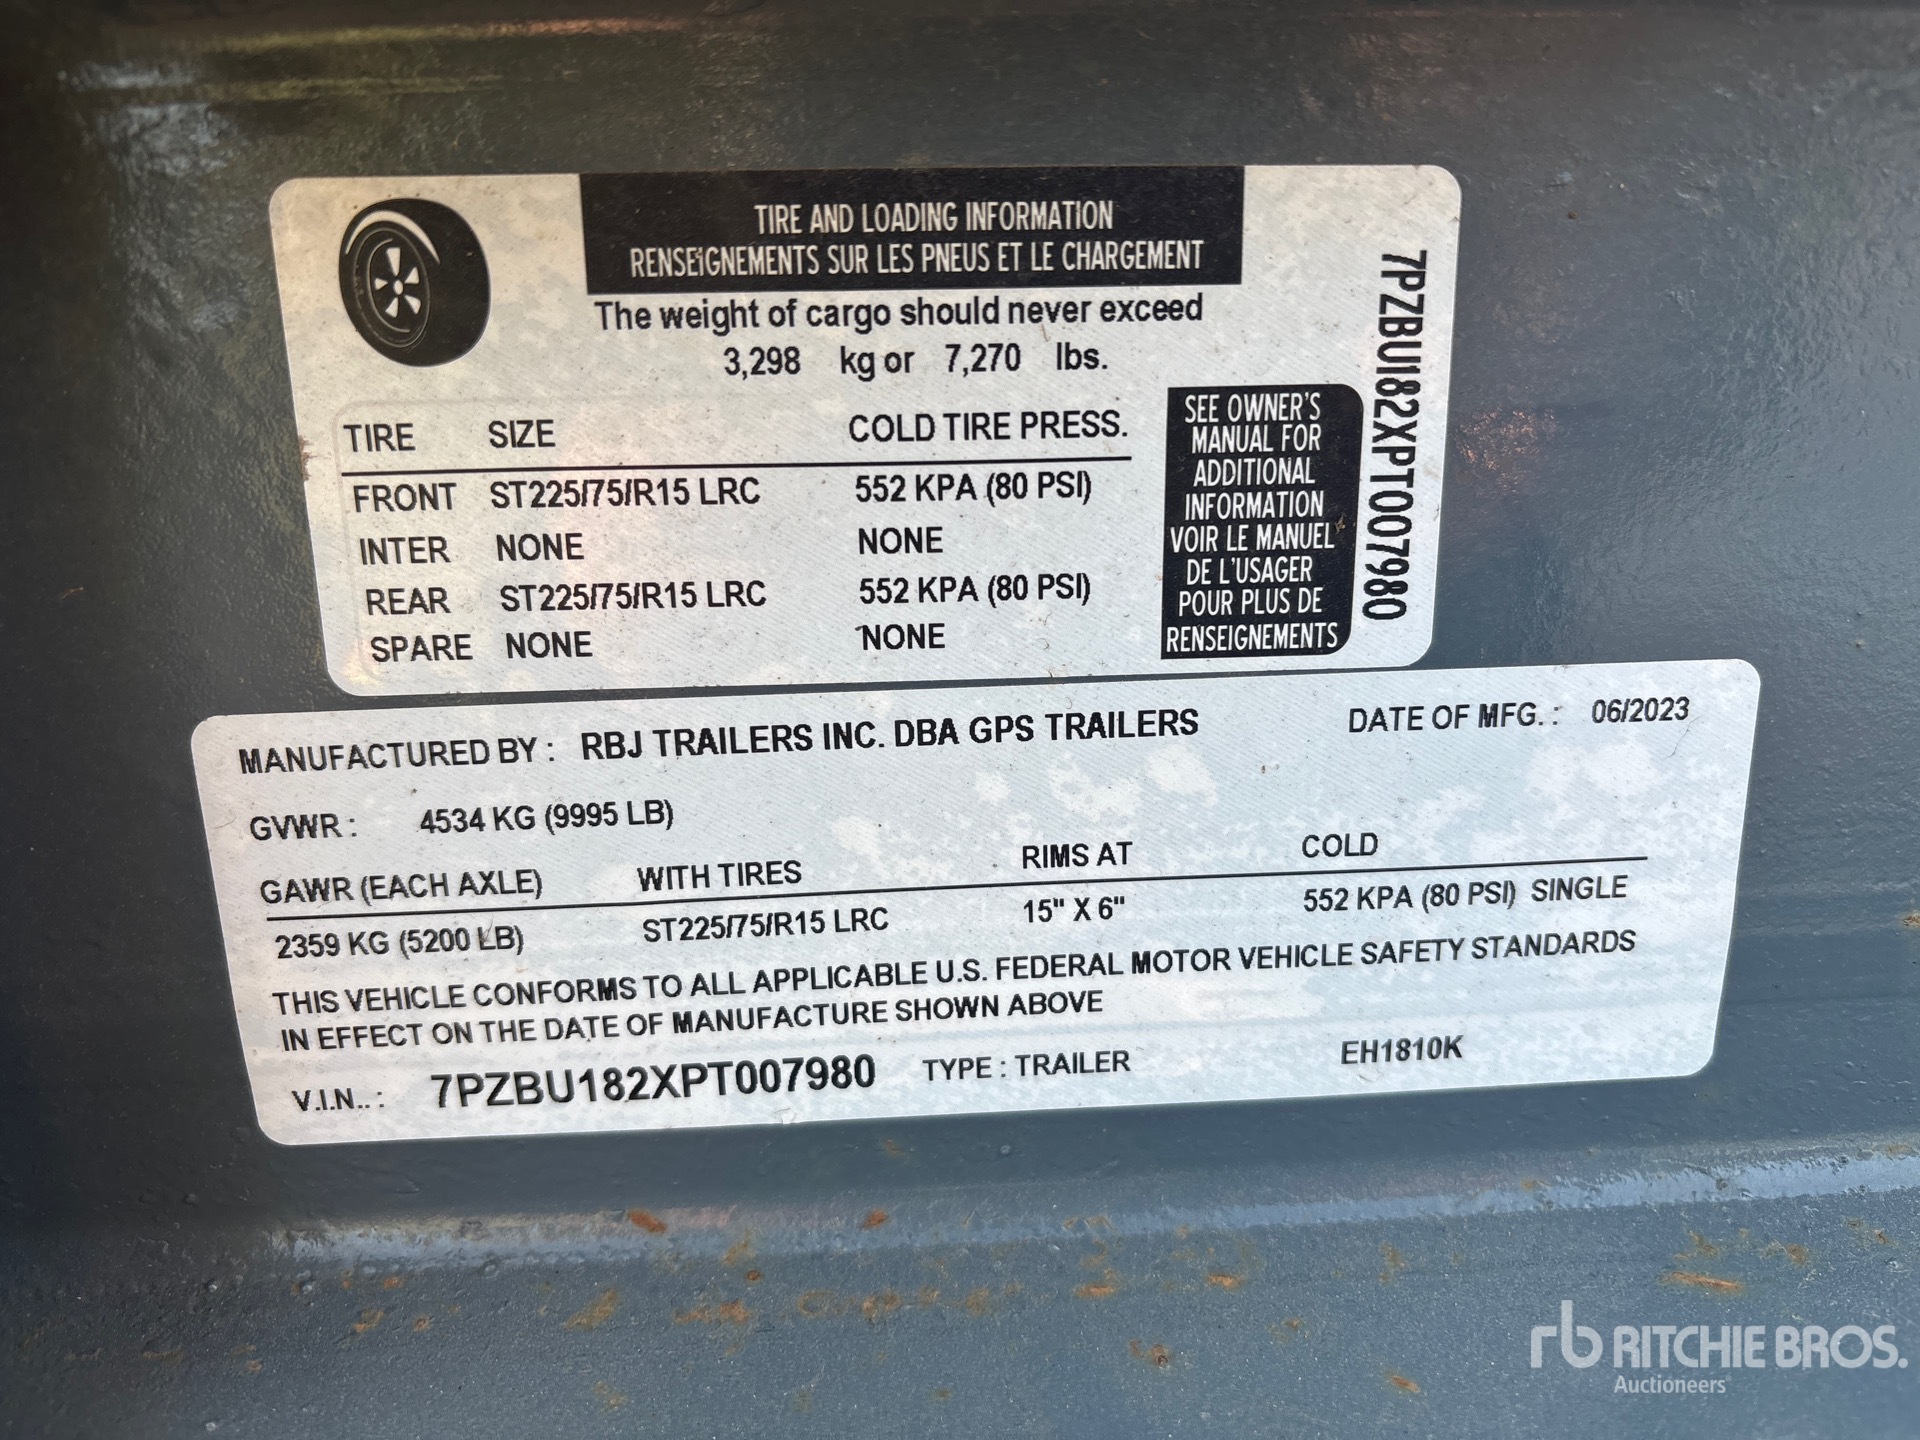 TIRE AND LOADING INFORMATION
RENSEIGNEMENTS SUR LES PNEUS ET LE CHARGEMENT
The weight of cargo should never exceed
3,298 kg or 7,270 lbs.
TIRE SIZE COLD TIRE PRESS.
FRONT ST225/75/R15 LRC 552 KPA (80 PSI)
INTER NONE NONE
REAR ST225/75/R15 LRC 552 KPA (80 PSI)
SPARE NONE NONE
SEE OWNER'S
MANUAL FOR
ADDITIONAL
INFORMATION
VOIR LE MANUEL
DE L'USAGER
POUR PLUS DE
RENSEIGNEMENTS
7PZBU182XPT007980
MANUFACTURED BY : RBJ TRAILERS INC. DBA GPS TRAILERS DATE OF MFG. : 06/2023
GVWR : 4534 KG (9995 LB)
GAWR (EACH AXLE) WITH TIRES RIMS AT COLD
2359 KG (5200 LB) ST225/75/R15 LRC 15" X 6" 552 KPA (80 PSI) SINGLE
THIS VEHICLE CONFORMS TO ALL APPLICABLE U.S. FEDERAL MOTOR VEHICLE SAFETY STANDARDS
IN EFFECT ON THE DATE OF MANUFACTURE SHOWN ABOVE
V.I.N.. : 7PZBU182XPT007980 TYPE : TRAILER EH1810K
rb RITCHIE BROS.
Auctioneers